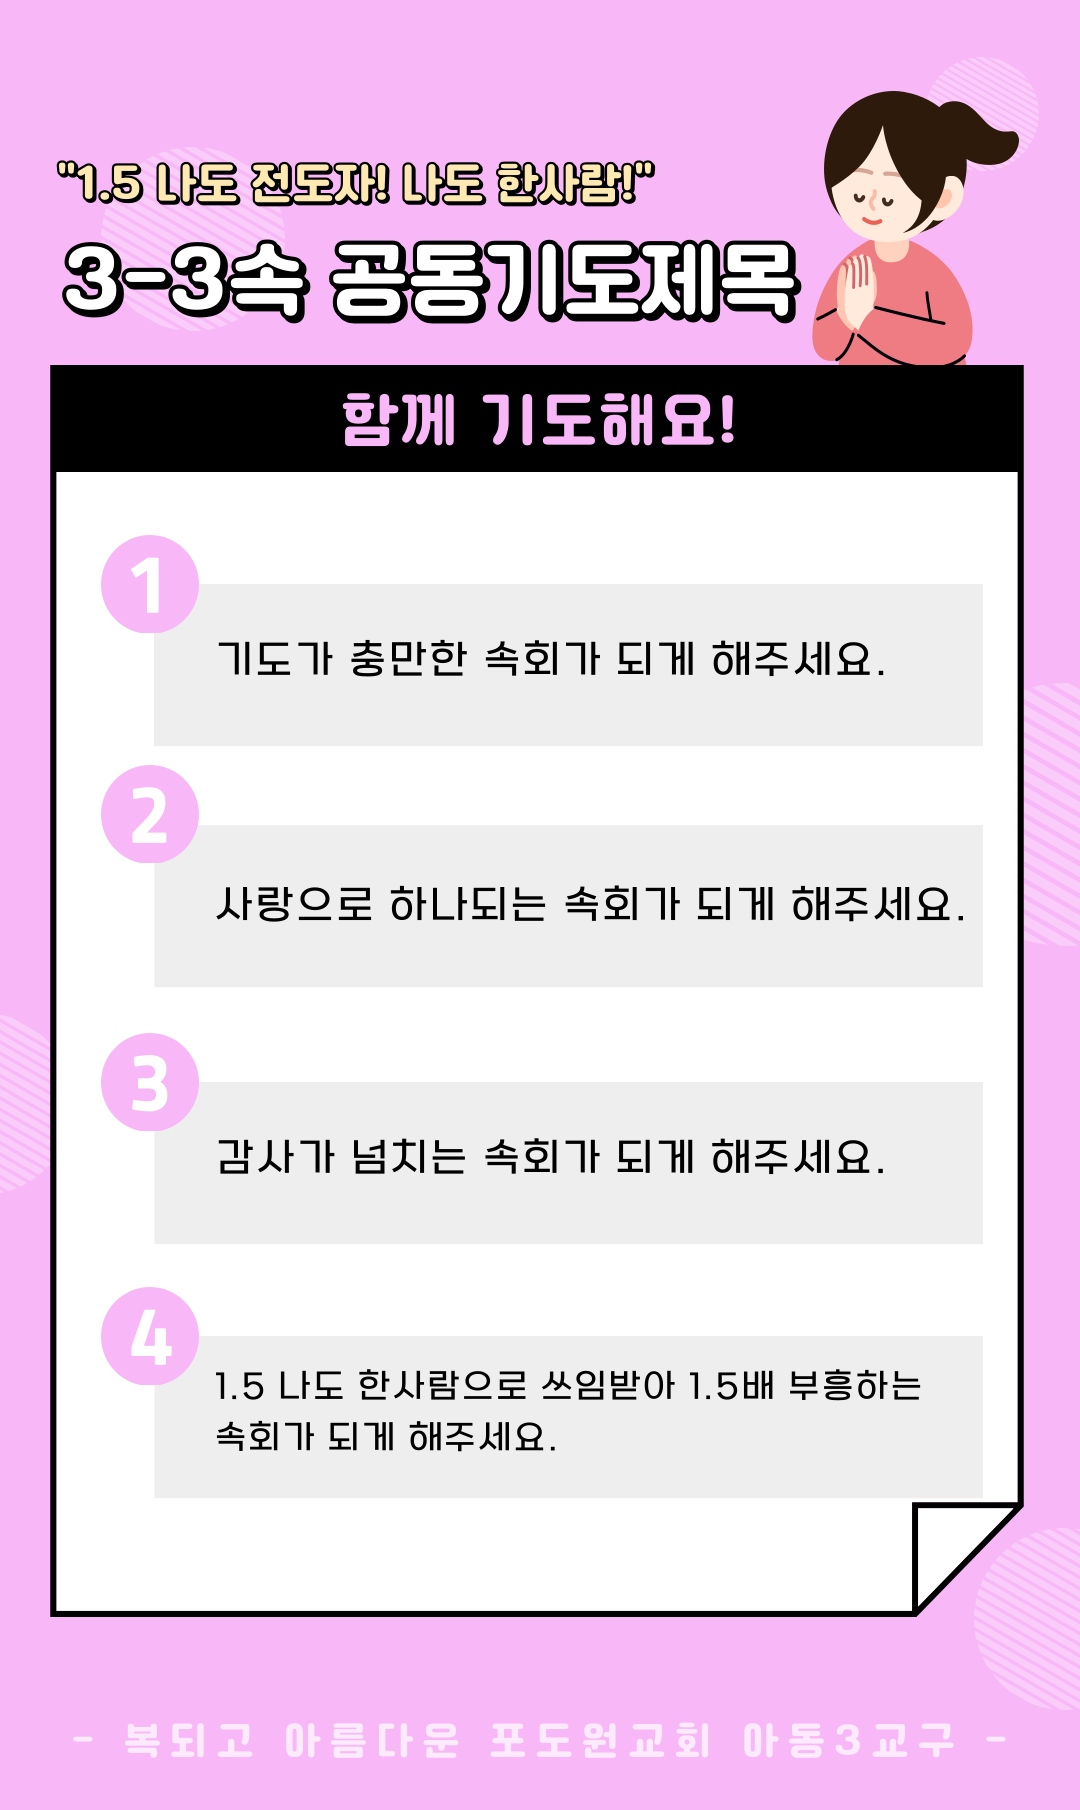 "1.5 나도 전도자! 나도 한사람!"
3-3속 공동기도제목
함께 기도해요!
1
기도가 충만한 속회가 되게 해주세요.
2
사랑으로 하나되는 속회가 되게 해주세요.
3
감사가 넘치는 속회가 되게 해주세요.
4
1.5 나도 한사람으로 쓰임받아 1.5배 부흥하는
속회가 되게 해주세요.
- 복되고 아름다운 포도원교회 아동3교구 -